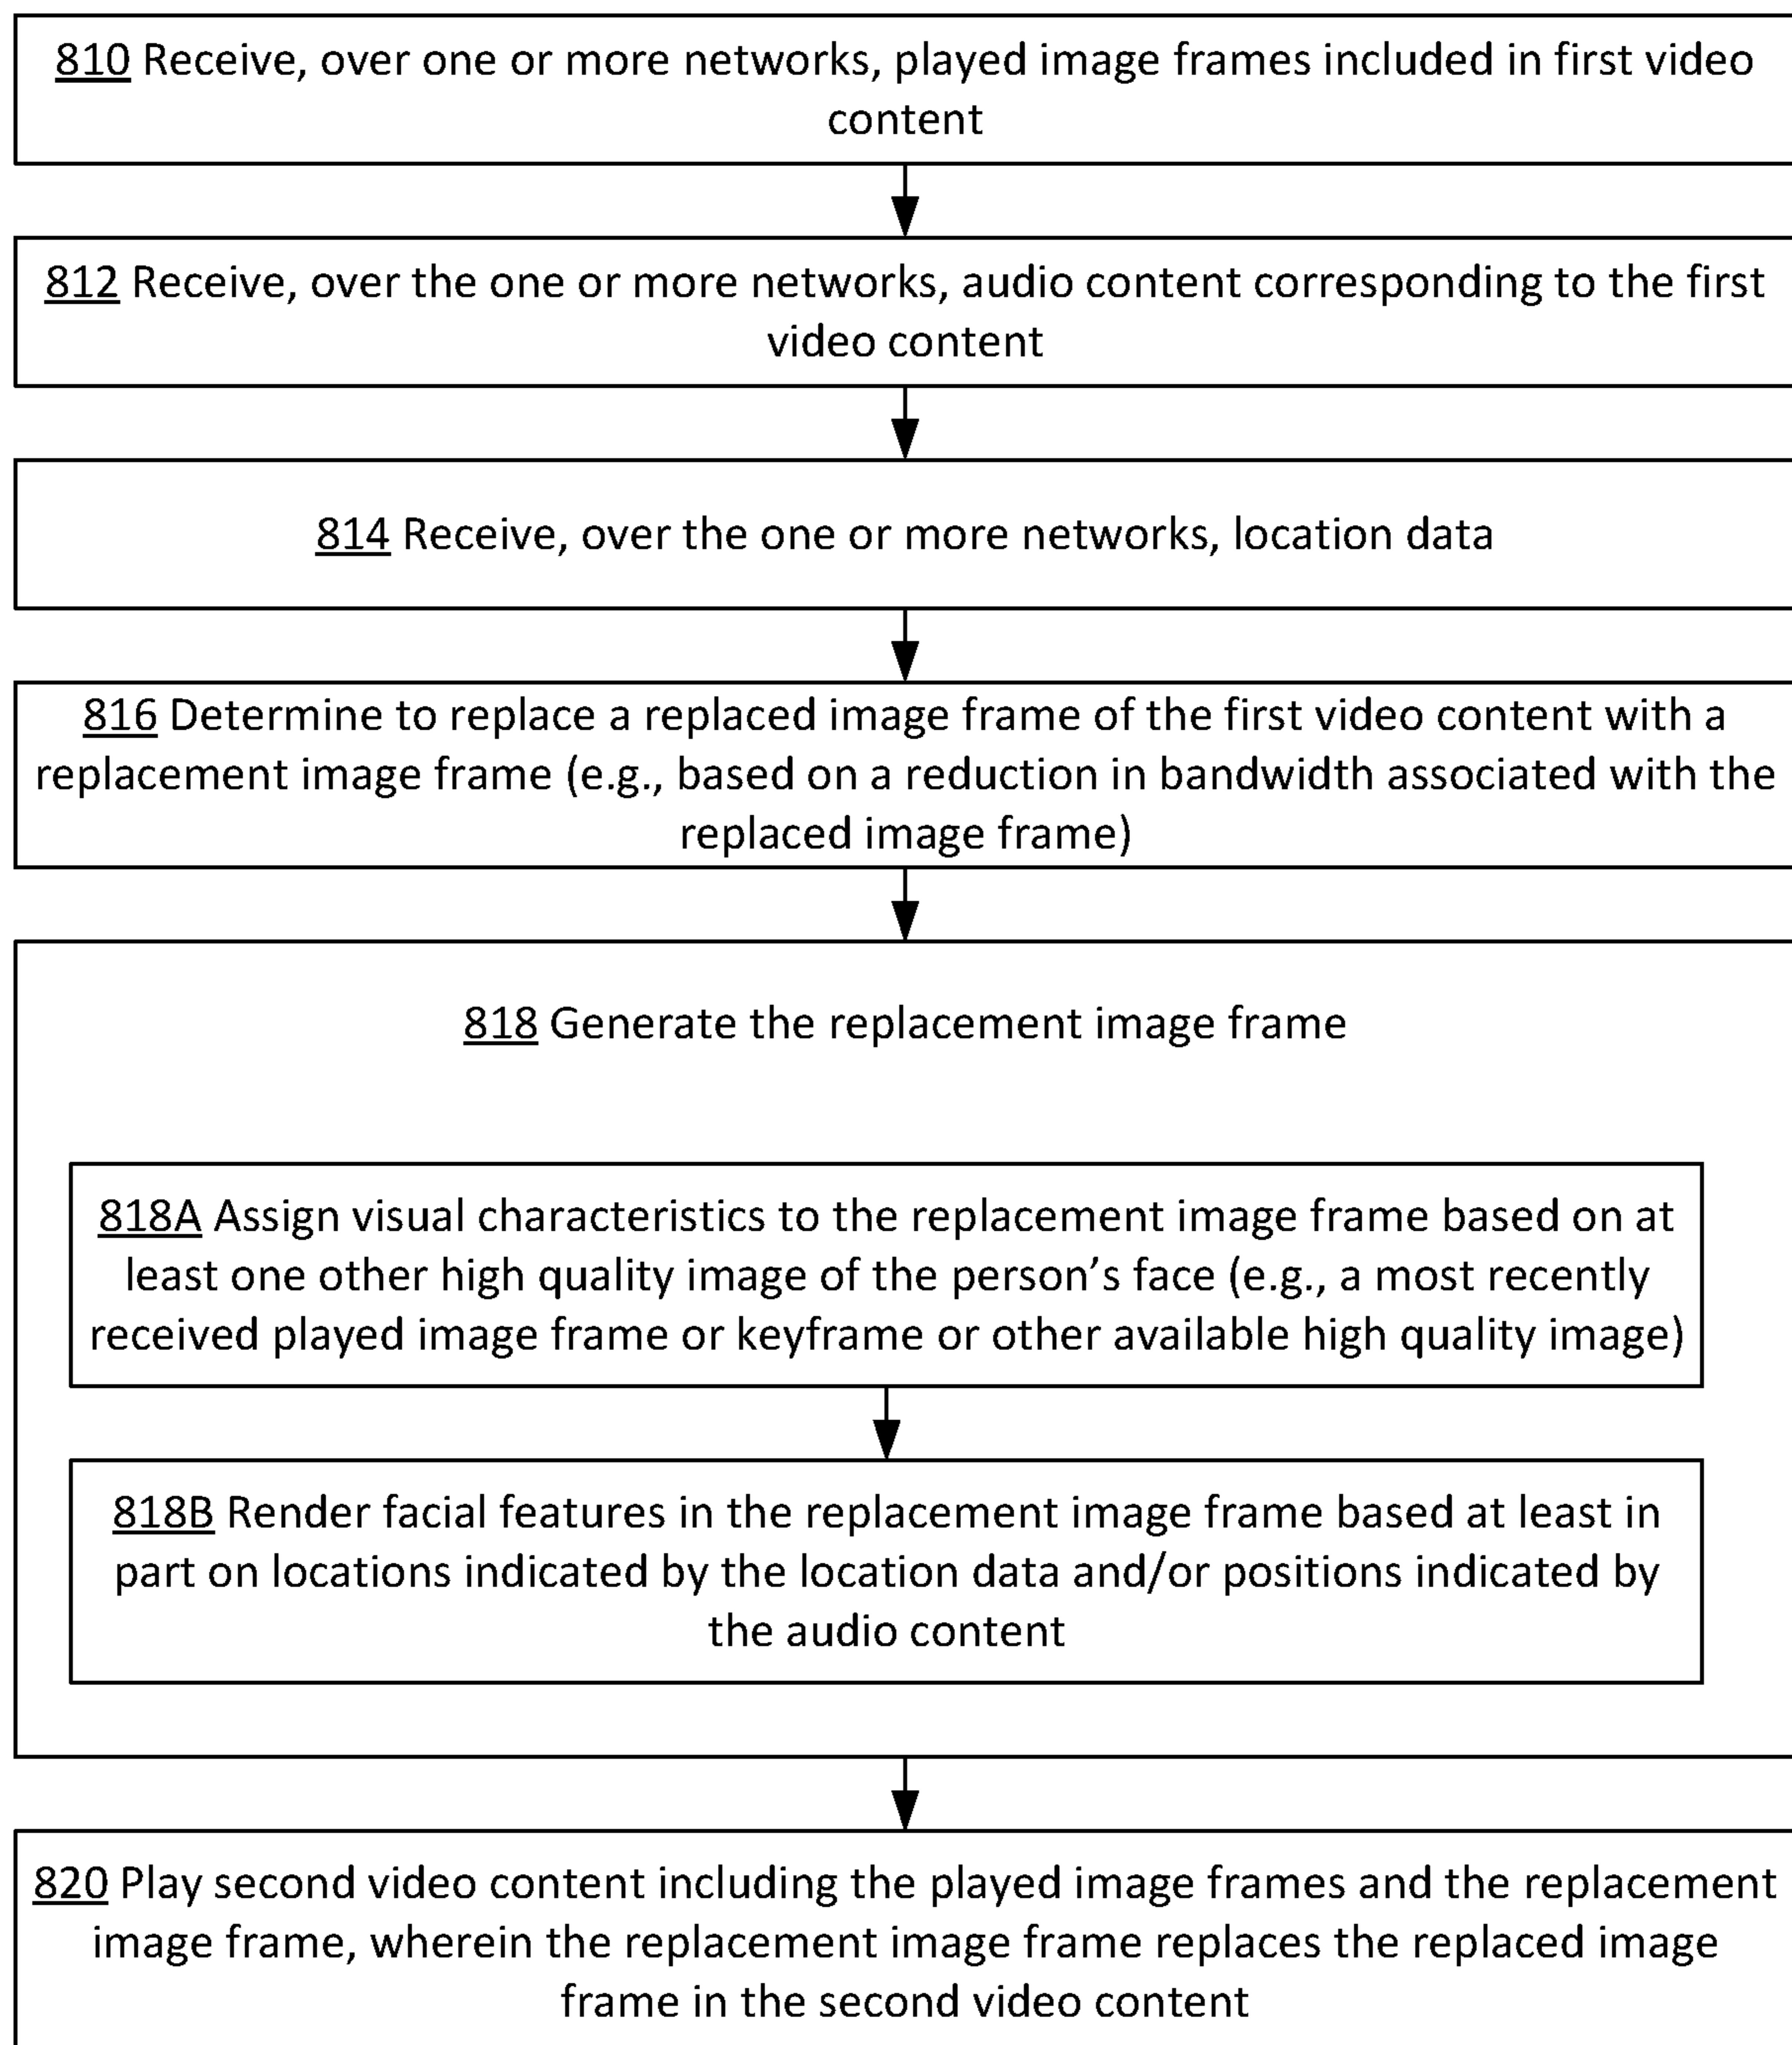 810 Receive, over one or more networks, played image frames included in first video
content
812 Receive, over the one or more networks, audio content corresponding to the first
video content
814 Receive, over the one or more networks, location data
816 Determine to replace a replaced image frame of the first video content with a
replacement image frame (e.g., based on a reduction in bandwidth associated with the
replaced image frame)
818 Generate the replacement image frame
818A Assign visual characteristics to the replacement image frame based on at
least one other high quality image of the person’s face (e.g., a most recently
received played image frame or keyframe or other available high quality image)
818B Render facial features in the replacement image frame based at least in
part on locations indicated by the location data and/or positions indicated by
the audio content
820 Play second video content including the played image frames and the replacement
image frame, wherein the replacement image frame replaces the replaced image
frame in the second video content